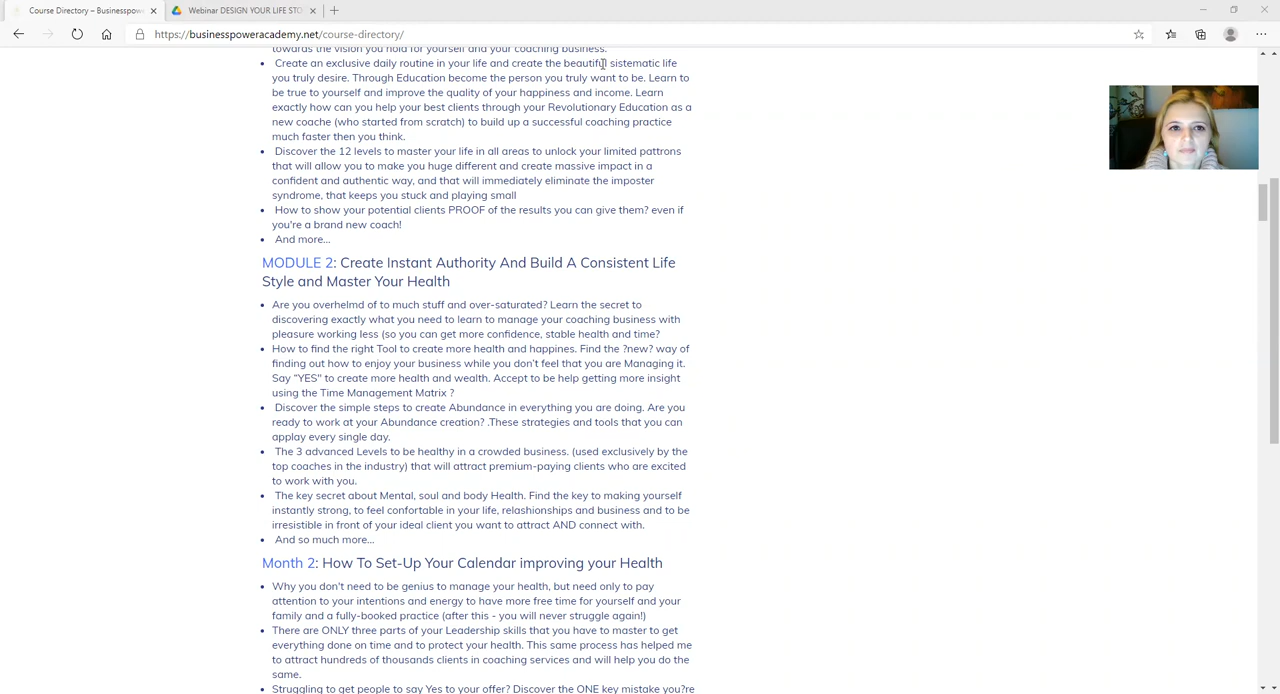 Course Directory – Businesspow
Webinar DESIGN YOUR LIFE STO
https://businesspoweracademy.net/course-directory/
towards the vision you hold for yourself and your coaching business.
Create an exclusive daily routine in your life and create the beautiful sistematic life
you truly desire. Through Education become the person you truly want to be. Learn to
be true to yourself and improve the quality of your happiness and income. Learn
exactly how can you help your best clients through your Revolutionary Education as a
new coache (who started from scratch) to build up a successful coaching practice
much faster then you think.
Discover the 12 levels to master your life in all areas to unlock your limited pattrons
that will allow you to make you huge different and create massive impact in a
confident and authentic way, and that will immediately eliminate the imposter
syndrome, that keeps you stuck and playing small
How to show your potential clients PROOF of the results you can give them? even if
you're a brand new coach!
And more...
MODULE 2: Create Instant Authority And Build A Consistent Life
Style and Master Your Health
Are you overhelmd of to much stuff and over-saturated? Learn the secret to
discovering exactly what you need to learn to manage your coaching business with
pleasure working less (so you can get more confidence, stable health and time?
How to find the right Tool to create more health and happines. Find the ?new? way of
finding out how to enjoy your business while you don't feel that you are Managing it.
Say "YES" to create more health and wealth. Accept to be help getting more insight
using the Time Management Matrix ?
Discover the simple steps to create Abundance in everything you are doing. Are you
ready to work at your Abundance creation? .These strategies and tools that you can
applay every single day.
The 3 advanced Levels to be healthy in a crowded business. (used exclusively by the
top coaches in the industry) that will attract premium-paying clients who are excited
to work with you.
The key secret about Mental, soul and body Health. Find the key to making yourself
instantly strong, to feel confortable in your life, relashionships and business and to be
irresistible in front of your ideal client you want to attract AND connect with.
And so much more...
Month 2: How To Set-Up Your Calendar improving your Health
Why you don't need to be genius to manage your health, but need only to pay
attention to your intentions and energy to have more free time for yourself and your
family and a fully-booked practice (after this - you will never struggle again!)
There are ONLY three parts of your Leadership skills that you have to master to get
everything done on time and to protect your health. This same process has helped me
to attract hundreds of thousands clients in coaching services and will help you do the
same.
Struggling to get people to say Yes to your offer? Discover the ONE key mistake you?re